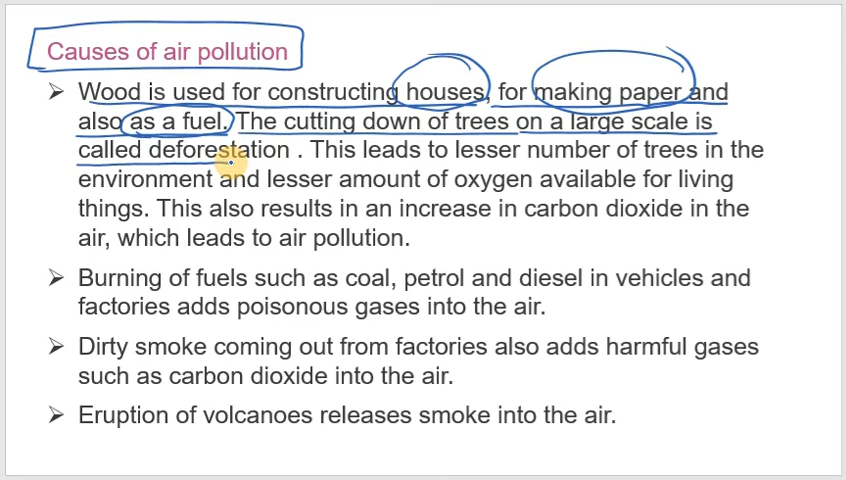 Causes of air pollution
➢ Wood is used for constructing houses, for making paper and
also as a fuel. The cutting down of trees on a large scale is
called deforestation . This leads to lesser number of trees in the
environment and lesser amount of oxygen available for living
things. This also results in an increase in carbon dioxide in the
air, which leads to air pollution.
➢ Burning of fuels such as coal, petrol and diesel in vehicles and
factories adds poisonous gases into the air.
➢ Dirty smoke coming out from factories also adds harmful gases
such as carbon dioxide into the air.
➢ Eruption of volcanoes releases smoke into the air.